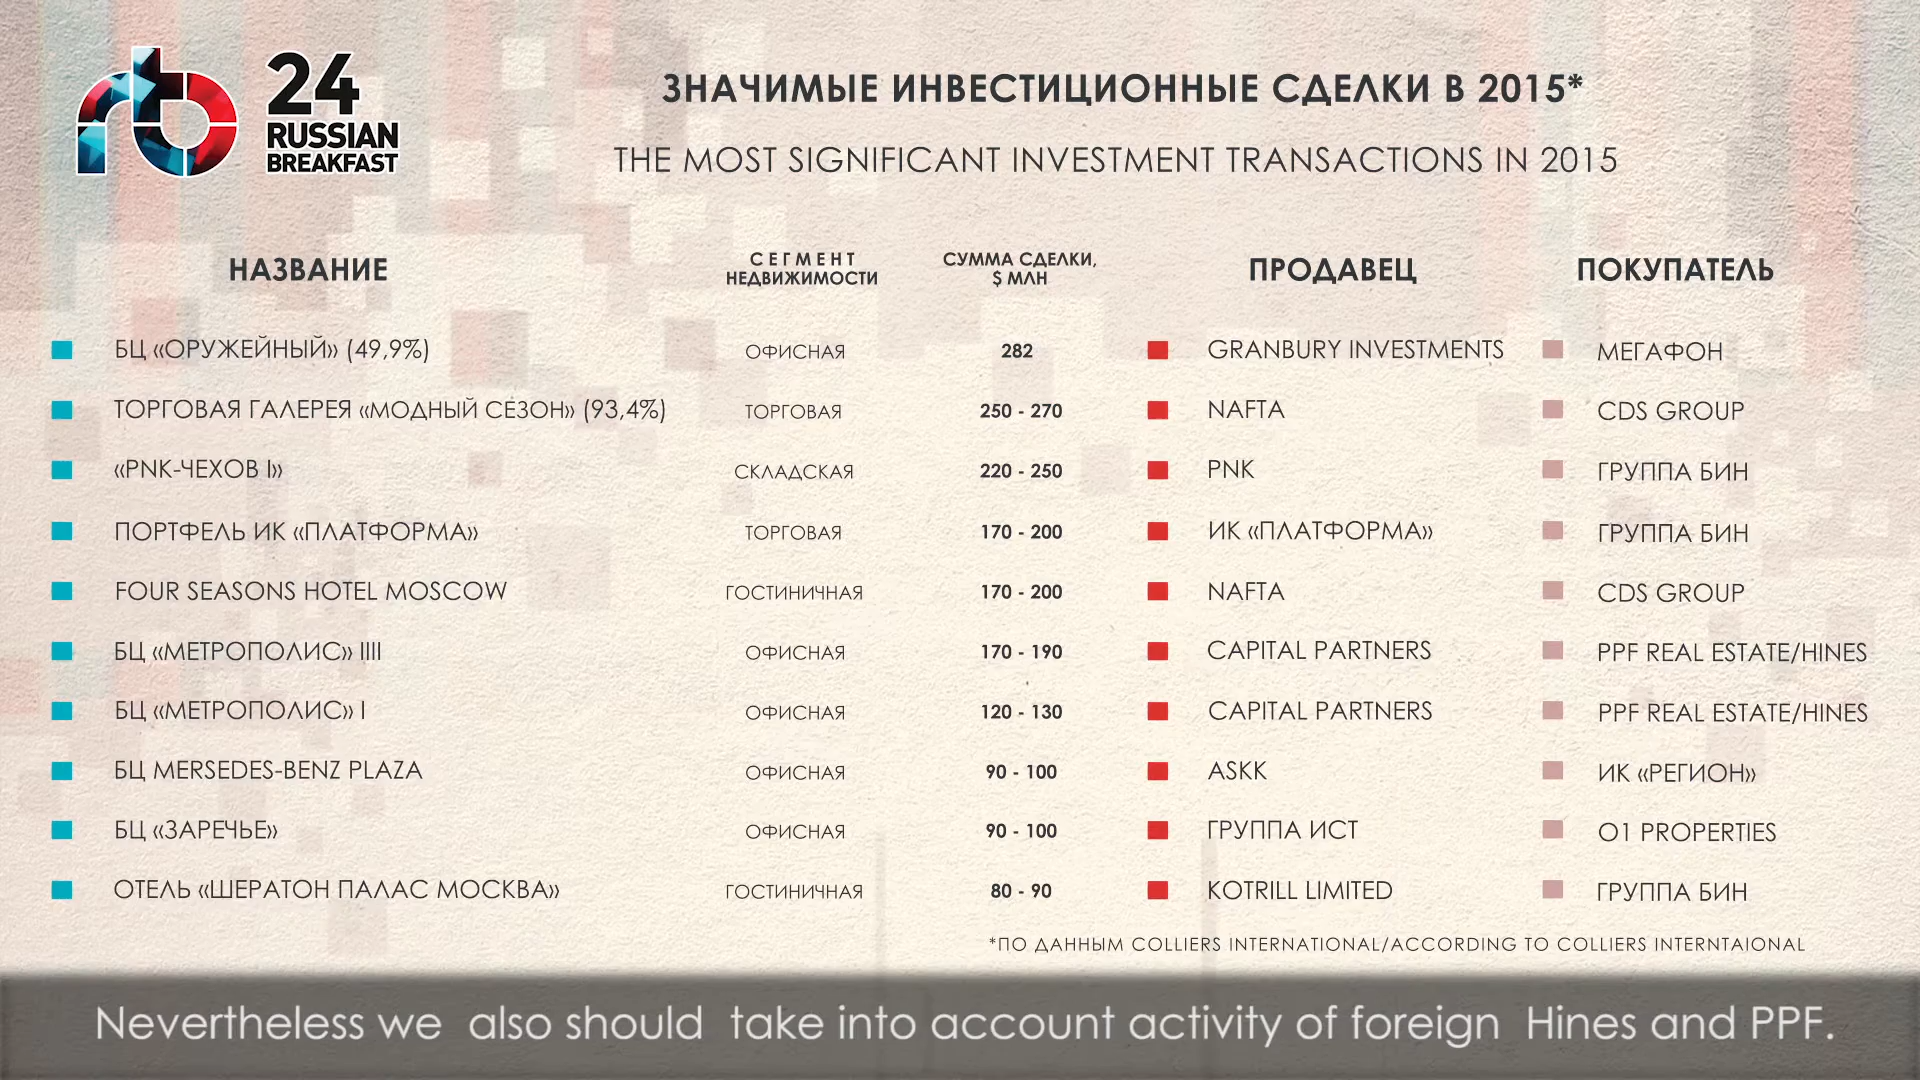 24
RUSSIAN
BREAKFAST
ЗНАЧИМЫЕ ИНВЕСТИЦИОННЫЕ СДЕЛКИ В 2015*
THE MOST SIGNIFICANT INVESTMENT TRANSACTIONS IN 2015
НАЗВАНИЕ СЕГМЕНТ НЕДВИЖИМОСТИ СУММА СДЕЛКИ, $ МЛН ПРОДАВЕЦ ПОКУПАТЕЛЬ
БЦ «ОРУЖЕЙНЫЙ» (49,9%) ОФИСНАЯ 282 GRANBURY INVESTMENTS МЕГАФОН
ТОРГОВАЯ ГАЛЕРЕЯ «МОДНЫЙ СЕЗОН» (93,4%) ТОРГОВАЯ 250 - 270 NAFTA CDS GROUP
«PNK-ЧЕХОВ I» СКЛАДСКАЯ 220 - 250 PNK ГРУППА БИН
ПОРТФЕЛЬ ИК «ПЛАТФОРМА» ТОРГОВАЯ 170 - 200 ИК «ПЛАТФОРМА» ГРУППА БИН
FOUR SEASONS HOTEL MOSCOW ГОСТИНИЧНАЯ 170 - 200 NAFTA CDS GROUP
БЦ «МЕТРОПОЛИС» IIII ОФИСНАЯ 170 - 190 CAPITAL PARTNERS PPF REAL ESTATE/HINES
БЦ «МЕТРОПОЛИС» I ОФИСНАЯ 120 - 130 CAPITAL PARTNERS PPF REAL ESTATE/HINES
БЦ MERSEDES-BENZ PLAZA ОФИСНАЯ 90 - 100 ASKK ИК «РЕГИОН»
БЦ «ЗАРЕЧЬЕ» ОФИСНАЯ 90 - 100 ГРУППА ИСТ O1 PROPERTIES
ОТЕЛЬ «ШЕРАТОН ПАЛАС МОСКВА» ГОСТИНИЧНАЯ 80 - 90 KOTRILL LIMITED ГРУППА БИН
*ПО ДАННЫМ COLLIERS INTERNATIONAL/ACCORDING TO COLLIERS INTERNTAIONAL
Nevertheless we also should take into account activity of foreign Hines and PPF.